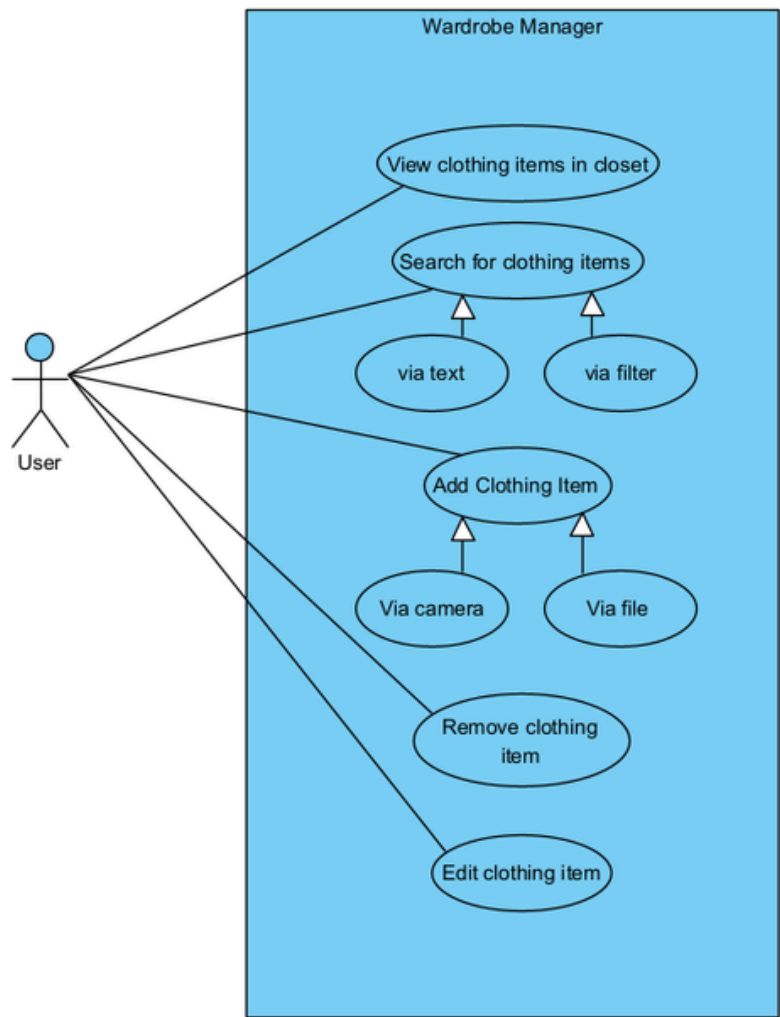 Wardrobe Manager
View clothing items in closet
Search for clothing items
via text
via filter
User
Add Clothing Item
Via camera
Via file
Remove clothing
item
Edit clothing item